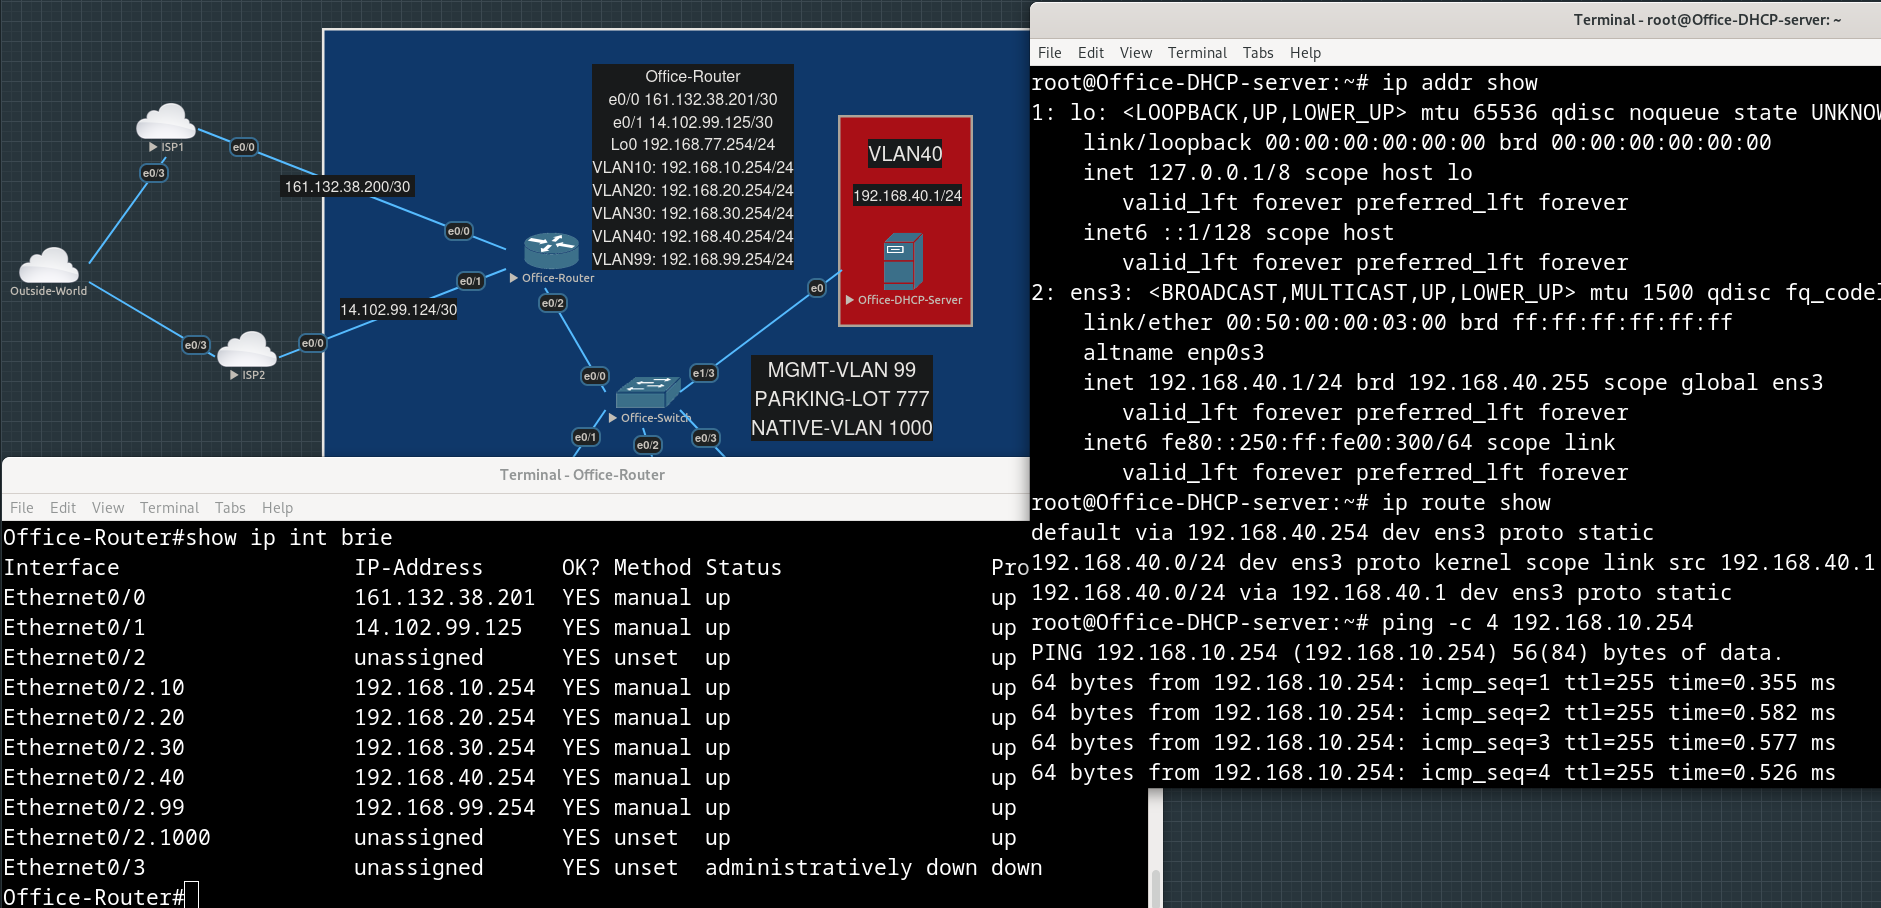 ISP1
e0/0
e0/3
161.132.38.200/30
e0/0
Outside-World
e0/1
14.102.99.124/30
e0/3
e0/0
ISP2
Office-Router
e0/0 161.132.38.201/30
e0/1 14.102.99.125/30
Lo0 192.168.77.254/24
VLAN10: 192.168.10.254/24
VLAN20: 192.168.20.254/24
VLAN30: 192.168.30.254/24
VLAN40: 192.168.40.254/24
VLAN99: 192.168.99.254/24
Office-Router
e0/2
VLAN40
192.168.40.1/24
e0
Office-DHCP-Server
e0/0
e1/3
Office-Switch
e0/1
e0/2
e0/3
MGMT-VLAN 99
PARKING-LOT 777
NATIVE-VLAN 1000
Terminal - Office-Router
File Edit View Terminal Tabs Help
Office-Router#show ip int brie
Interface IP-Address OK? Method Status Pro
Ethernet0/0 161.132.38.201 YES manual up up
Ethernet0/1 14.102.99.125 YES manual up up
Ethernet0/2 unassigned YES unset up up
Ethernet0/2.10 192.168.10.254 YES manual up up
Ethernet0/2.20 192.168.20.254 YES manual up up
Ethernet0/2.30 192.168.30.254 YES manual up up
Ethernet0/2.40 192.168.40.254 YES manual up up
Ethernet0/2.99 192.168.99.254 YES manual up up
Ethernet0/2.1000 unassigned YES unset up up
Ethernet0/3 unassigned YES unset administratively down down
Office-Router#
Terminal - root@Office-DHCP-server: ~
File Edit View Terminal Tabs Help
root@Office-DHCP-server:~# ip addr show
1: lo: <LOOPBACK,UP,LOWER_UP> mtu 65536 qdisc noqueue state UNKNOW
link/loopback 00:00:00:00:00:00 brd 00:00:00:00:00:00
inet 127.0.0.1/8 scope host lo
valid_lft forever preferred_lft forever
inet6 ::1/128 scope host
valid_lft forever preferred_lft forever
2: ens3: <BROADCAST,MULTICAST,UP,LOWER_UP> mtu 1500 qdisc fq_codel
link/ether 00:50:00:00:03:00 brd ff:ff:ff:ff:ff:ff
altname enp0s3
inet 192.168.40.1/24 brd 192.168.40.255 scope global ens3
valid_lft forever preferred_lft forever
inet6 fe80::250:ff:fe00:300/64 scope link
valid_lft forever preferred_lft forever
root@Office-DHCP-server:~# ip route show
default via 192.168.40.254 dev ens3 proto static
192.168.40.0/24 dev ens3 proto kernel scope link src 192.168.40.1
192.168.40.0/24 via 192.168.40.1 dev ens3 proto static
root@Office-DHCP-server:~# ping -c 4 192.168.10.254
PING 192.168.10.254 (192.168.10.254) 56(84) bytes of data.
64 bytes from 192.168.10.254: icmp_seq=1 ttl=255 time=0.355 ms
64 bytes from 192.168.10.254: icmp_seq=2 ttl=255 time=0.582 ms
64 bytes from 192.168.10.254: icmp_seq=3 ttl=255 time=0.577 ms
64 bytes from 192.168.10.254: icmp_seq=4 ttl=255 time=0.526 ms